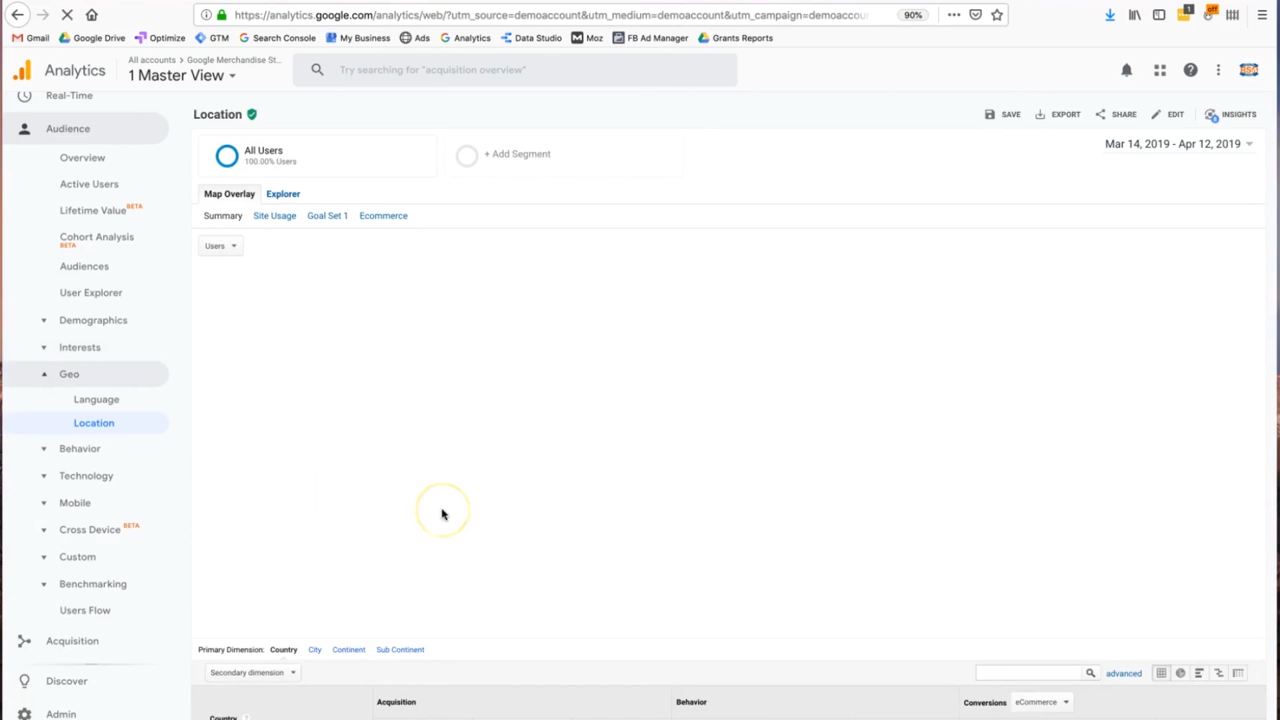 https://analytics.google.com/analytics/web/?utm_source=demoaccount&utm_medium=demoaccount&utm_campaign=demoaccou
90%
1
off
Gmail
Google Drive
Optimize
GTM
Search Console
My Business
Ads
Analytics
Data Studio
Moz
FB Ad Manager
Grants Reports
Analytics
All accounts > Google Merchandise St...
1 Master View
Try searching for "acquisition overview"
Real-Time
Audience
Overview
Active Users
Lifetime Value BETA
Cohort Analysis
BETA
Audiences
User Explorer
Demographics
Interests
Geo
Language
Location
Behavior
Technology
Mobile
Cross Device BETA
Custom
Benchmarking
Users Flow
Acquisition
Discover
Admin
Location
SAVE
EXPORT
SHARE
EDIT
INSIGHTS
All Users
100.00% Users
+ Add Segment
Mar 14, 2019 - Apr 12, 2019
Map Overlay
Explorer
Summary
Site Usage
Goal Set 1
Ecommerce
Users
Primary Dimension: Country City Continent Sub Continent
Secondary dimension
advanced
Acquisition
Behavior
Conversions
eCommerce
Country